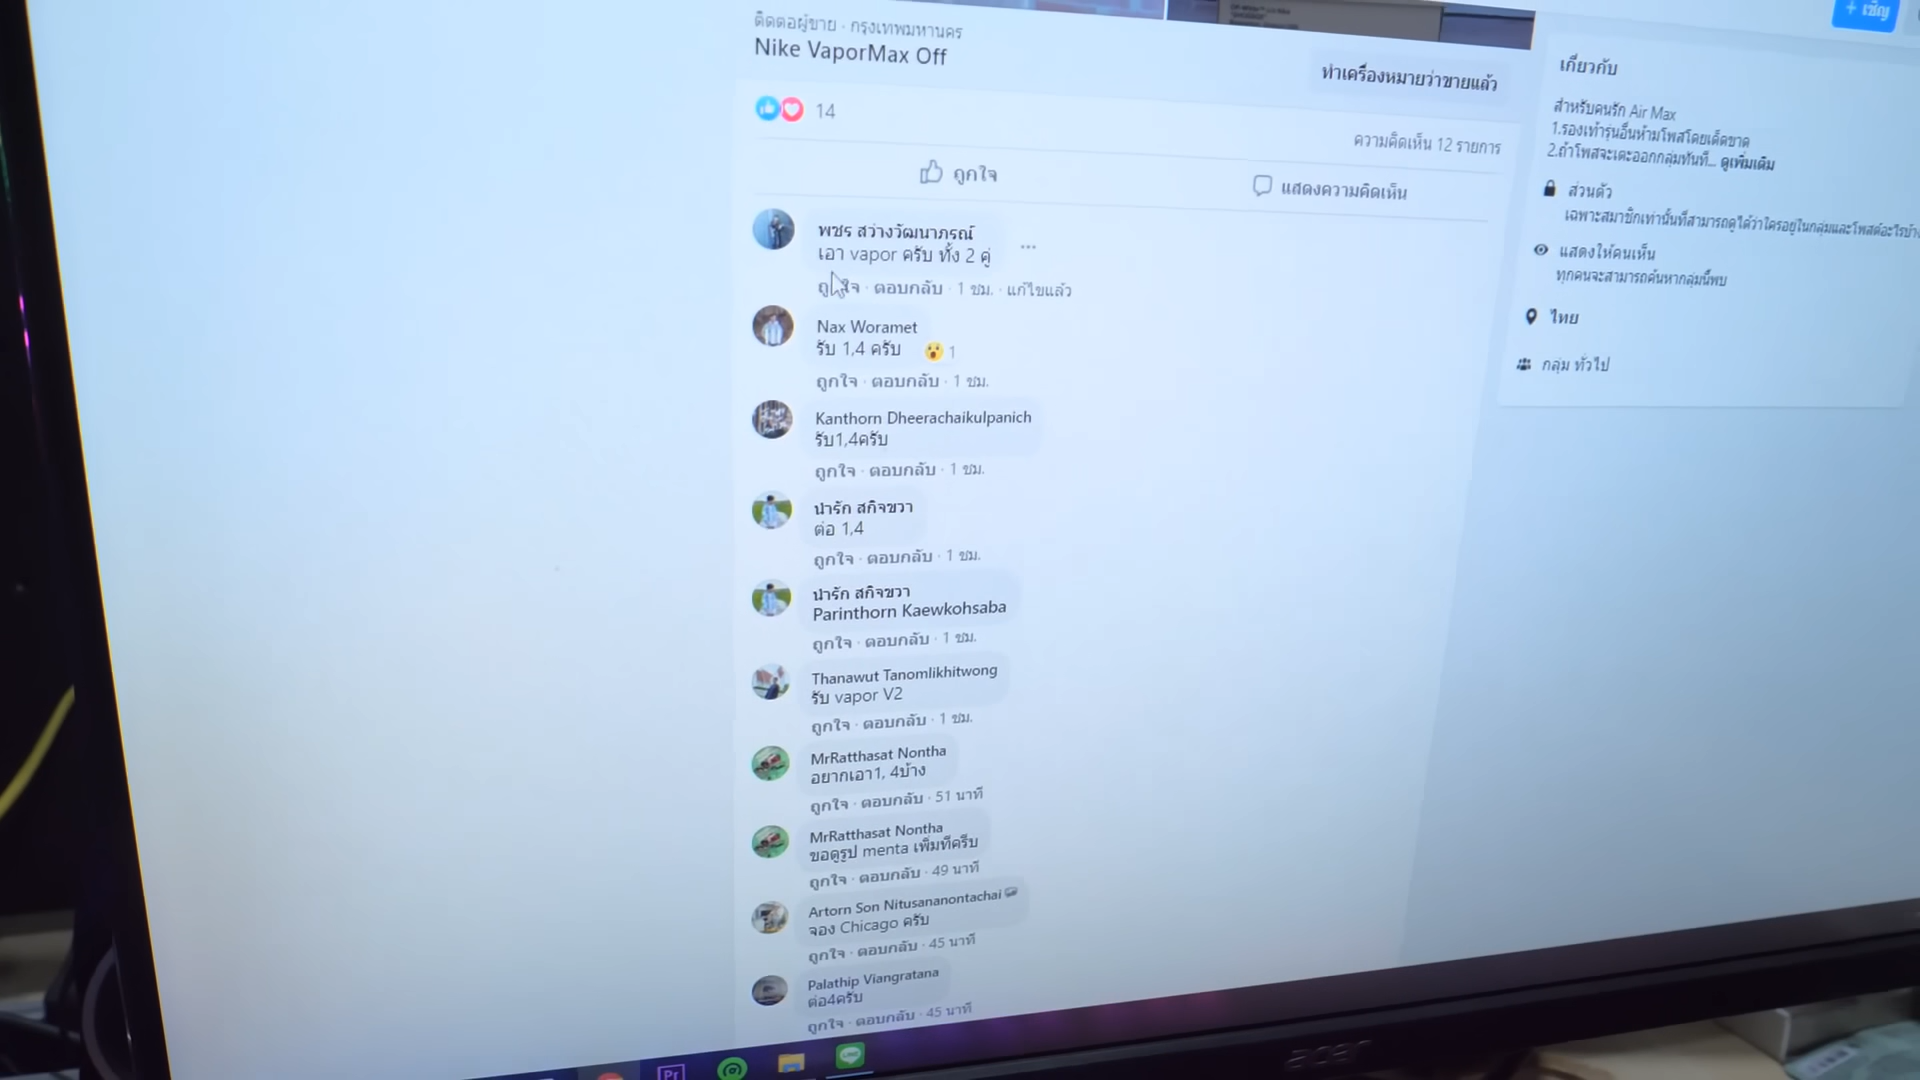 ติดต่อผู้ขาย · กรุงเทพมหานคร
Nike VaporMax Off
ทำเครื่องหมายว่าขายแล้ว
14
ความคิดเห็น 12 รายการ
ถูกใจ
แสดงความคิดเห็น
พชร สว่างวัฒนาภรณ์
เอา vapor ครับ ทั้ง 2 คู่
ถูกใจ · ตอบกลับ · 1 ชม. · แก้ไขแล้ว
Nax Woramet
รับ 1,4 ครับ
1
ถูกใจ · ตอบกลับ · 1 ชม.
Kanthorn Dheerachaikulpanich
รับ1,4ครับ
ถูกใจ · ตอบกลับ · 1 ชม.
น่ารัก สกิจขวา
ต่อ 1,4
ถูกใจ · ตอบกลับ · 1 ชม.
น่ารัก สกิจขวา
Parinthorn Kaewkohsaba
ถูกใจ · ตอบกลับ · 1 ชม.
Thanawut Tanomlikhitwong
รับ vapor V2
ถูกใจ · ตอบกลับ · 1 ชม.
MrRatthasat Nontha
อยากเอา1, 4บ้าง
ถูกใจ · ตอบกลับ · 51 นาที
MrRatthasat Nontha
ขอดูรูป menta เพิ่มทีครับ
ถูกใจ · ตอบกลับ · 49 นาที
Artorn Son Nitusananontachai
จอง Chicago ครับ
ถูกใจ · ตอบกลับ · 45 นาที
Palathip Viangratana
ต่อ4ครับ
ถูกใจ · ตอบกลับ · 45 นาที
+ เชิญ
เกี่ยวกับ
สำหรับคนรัก Air Max
1.รองเท้ารุ่นอื่นห้ามโพสโดยเด็ดขาด
2.ถ้าโพสจะเตะออกกลุ่มทันที... ดูเพิ่มเติม
ส่วนตัว
เฉพาะสมาชิกเท่านั้นที่สามารถดูได้ว่าใครอยู่ในกลุ่มและโพสต์อะไรบ้าง
แสดงให้คนเห็น
ทุกคนจะสามารถค้นหากลุ่มนี้พบ
ไทย
กลุ่ม ทั่วไป
Pr
LINE
acer